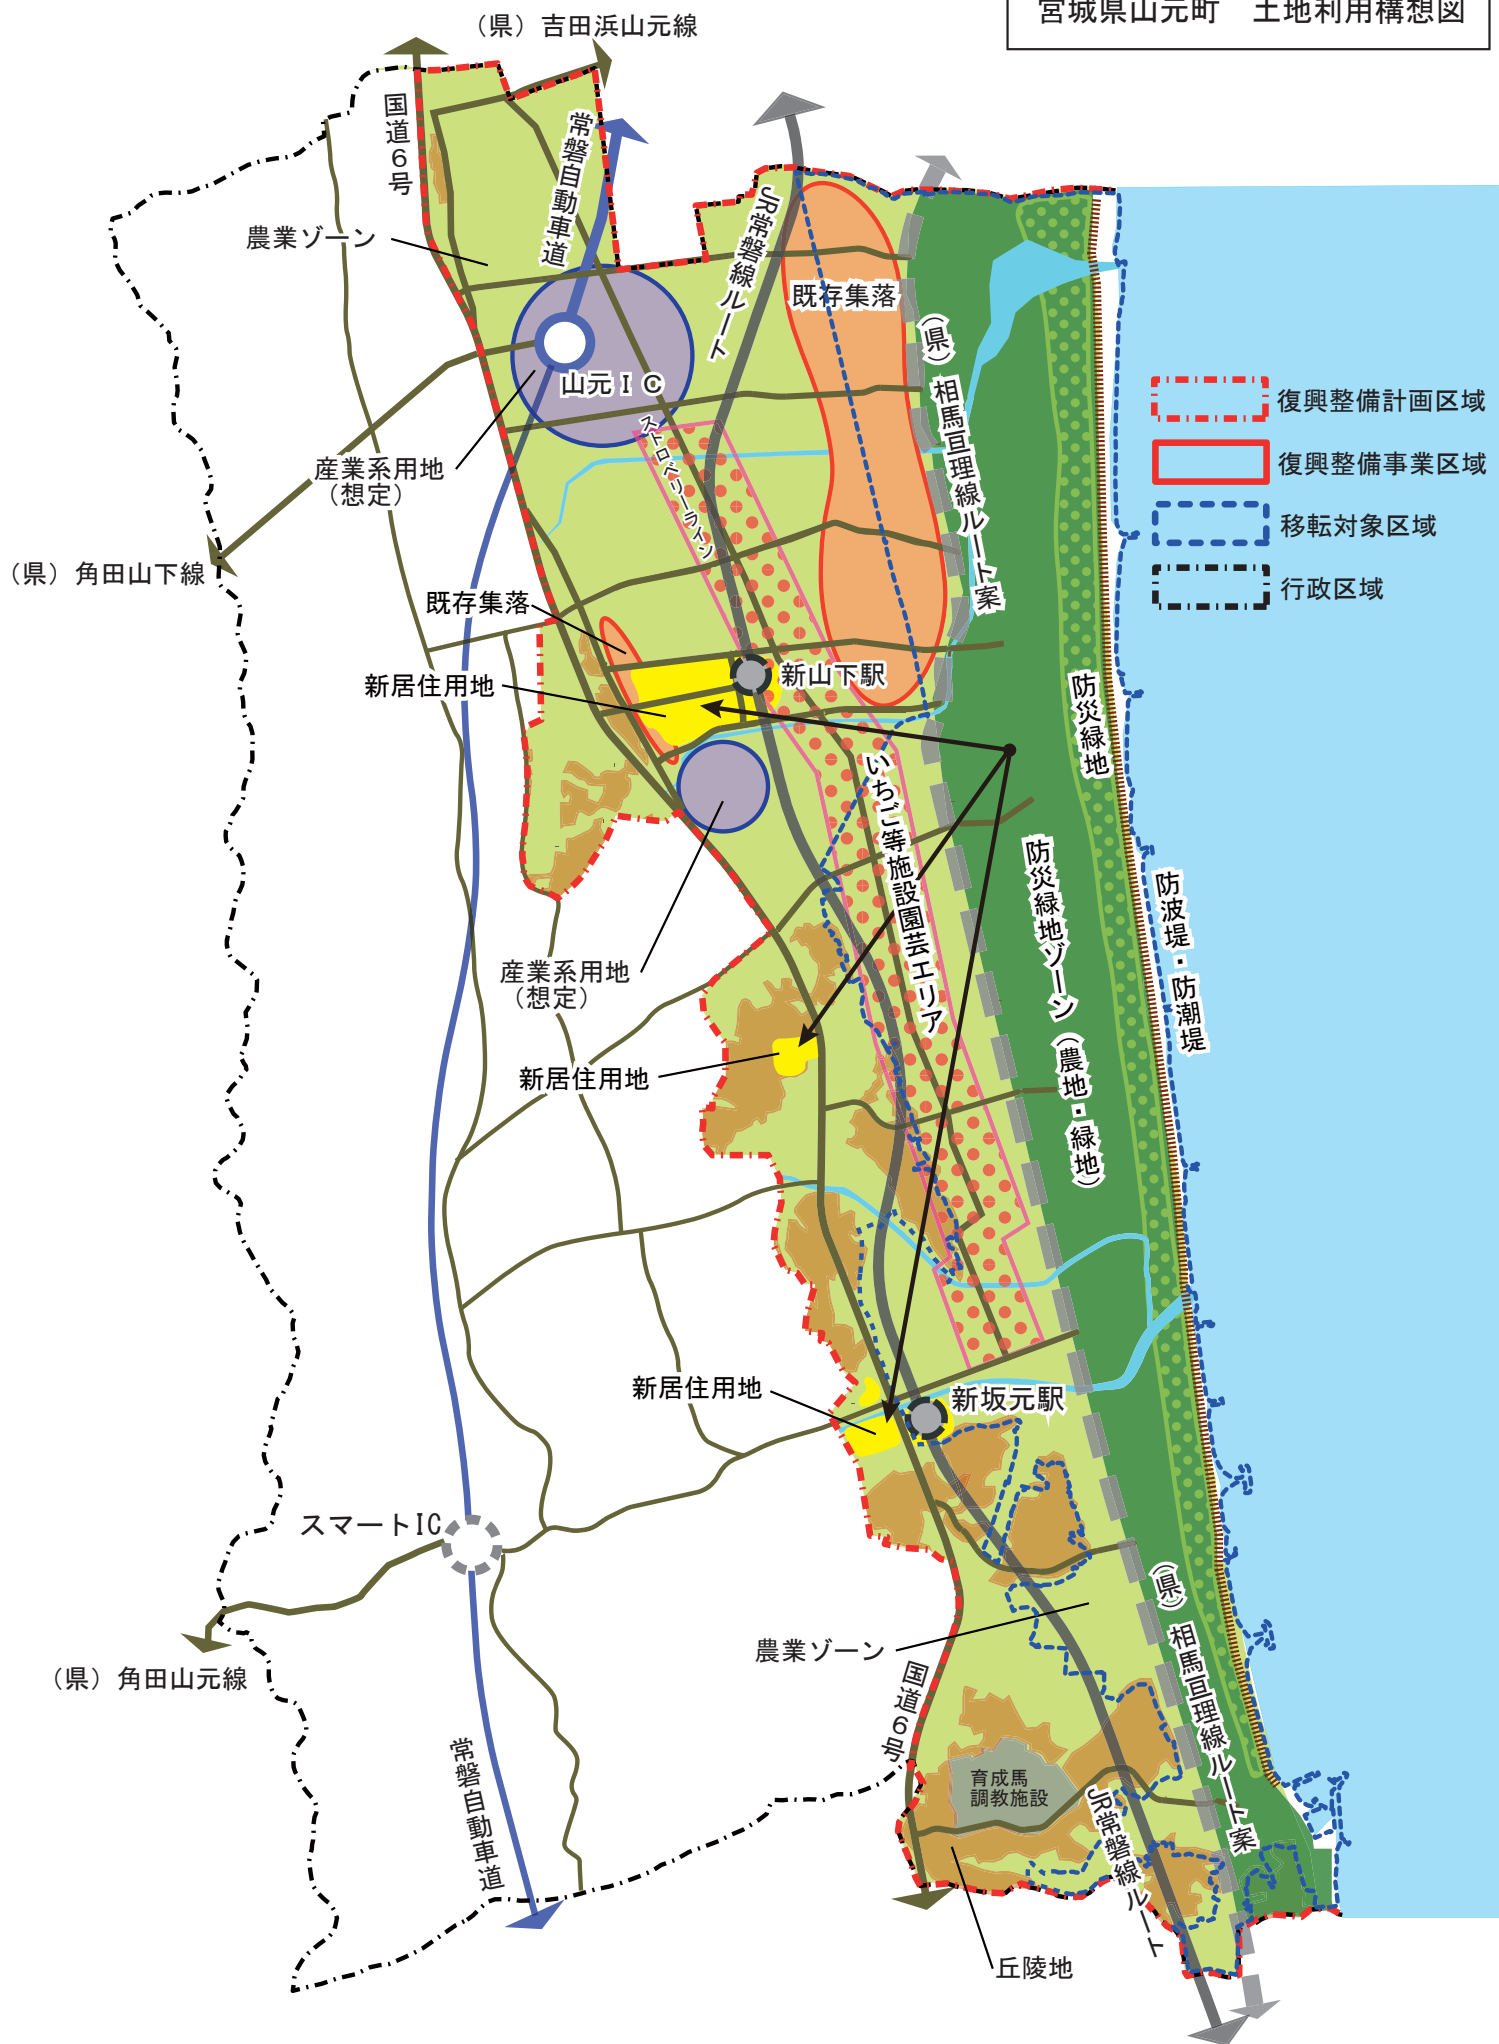 宮城県山元町　土地利用構想図
（県）吉田浜山元線
国道６号
常磐自動車道
農業ゾーン
JR常磐線ルート
既存集落
（県）相馬亘理線ルート案
山元ＩＣ
ストロベリーライン
産業系用地
（想定）
（県）角田山下線
復興整備計画区域
復興整備事業区域
移転対象区域
行政区域
既存集落
新居住用地
新山下駅
防災緑地
いちご等施設園芸エリア
防災緑地ゾーン（農地・緑地）
防波堤・防潮堤
産業系用地
（想定）
新居住用地
新居住用地
新坂元駅
スマートIC
（県）角田山元線
農業ゾーン
国道６号
（県）相馬亘理線ルート案
常磐自動車道
育成馬
調教施設
JR常磐線ルート
丘陵地